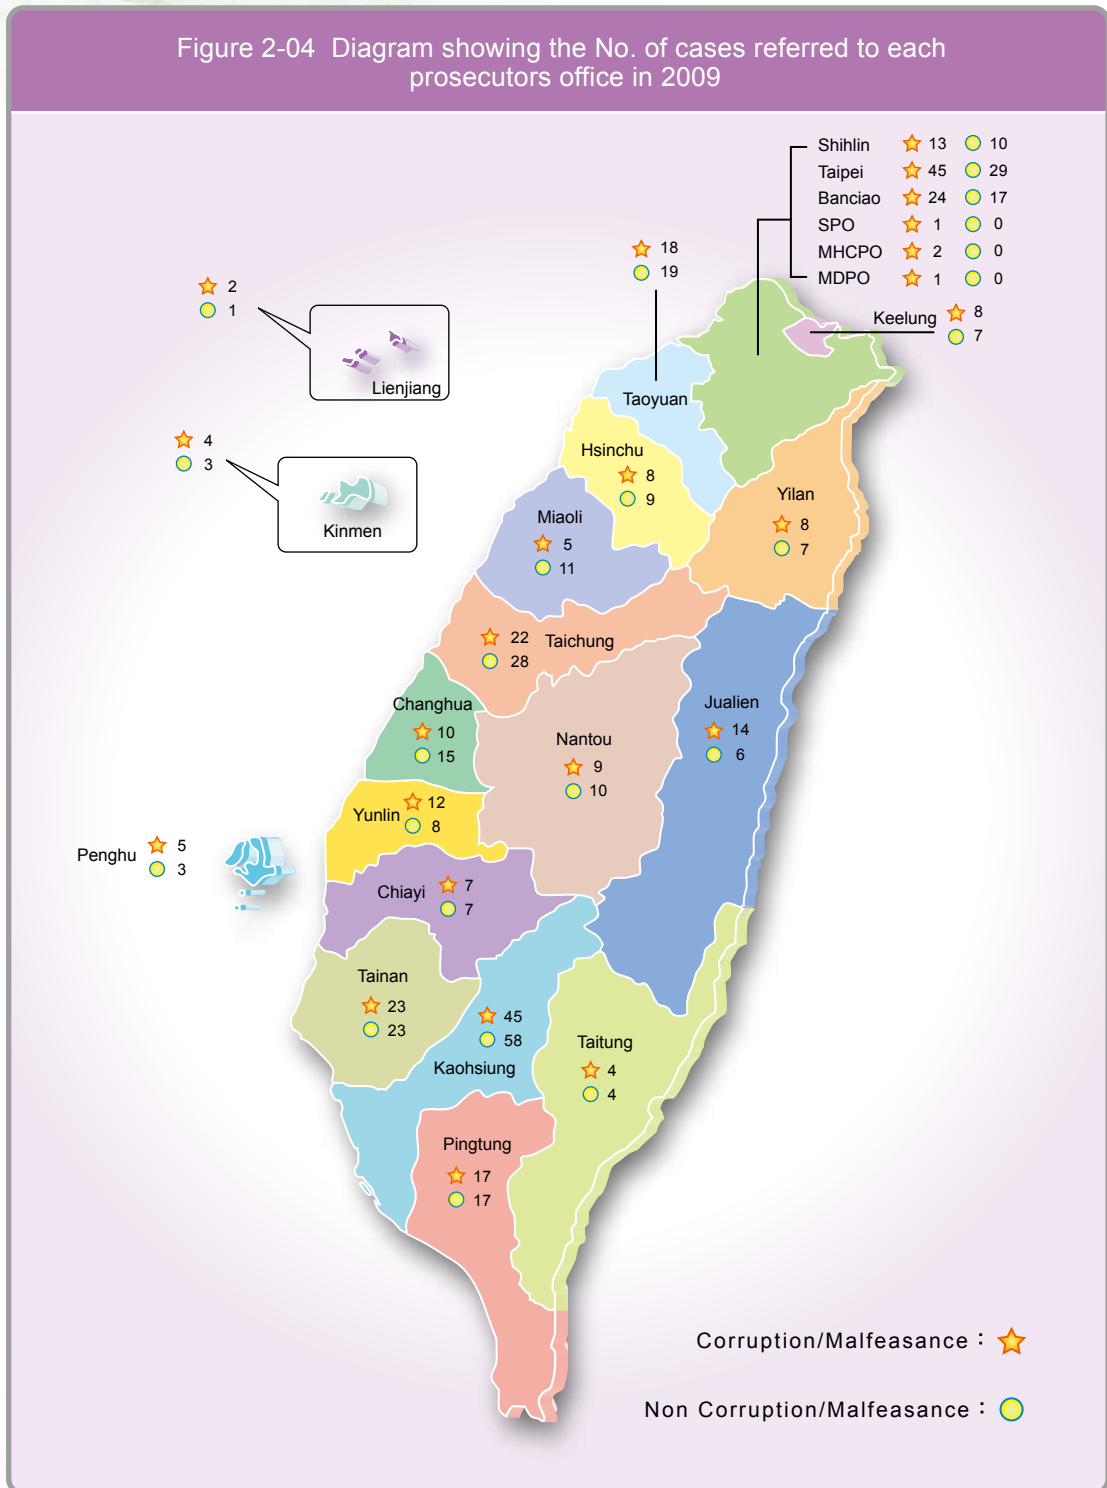 Figure 2-04 Diagram showing the No. of cases referred to each
prosecutors office in 2009
Shihlin 13 10
Taipei 45 29
Banciao 24 17
SPO 1 0
MHCPO 2 0
MDPO 1 0
18
19
2
1
Keelung 8
7
Lienjiang
Taoyuan
4
3
Hsinchu
8
9
Kinmen
Yilan
8
7
Miaoli
5
11
22 Taichung
28
Changhua
10
15
Jualien
14
6
Nantou
9
10
Yunlin 12
8
Penghu 5
3
Chiayi 7
7
Tainan
23
23
45
58
Kaohsiung
Taitung
4
4
Pingtung
17
17
Corruption/Malfeasance：
Non Corruption/Malfeasance：